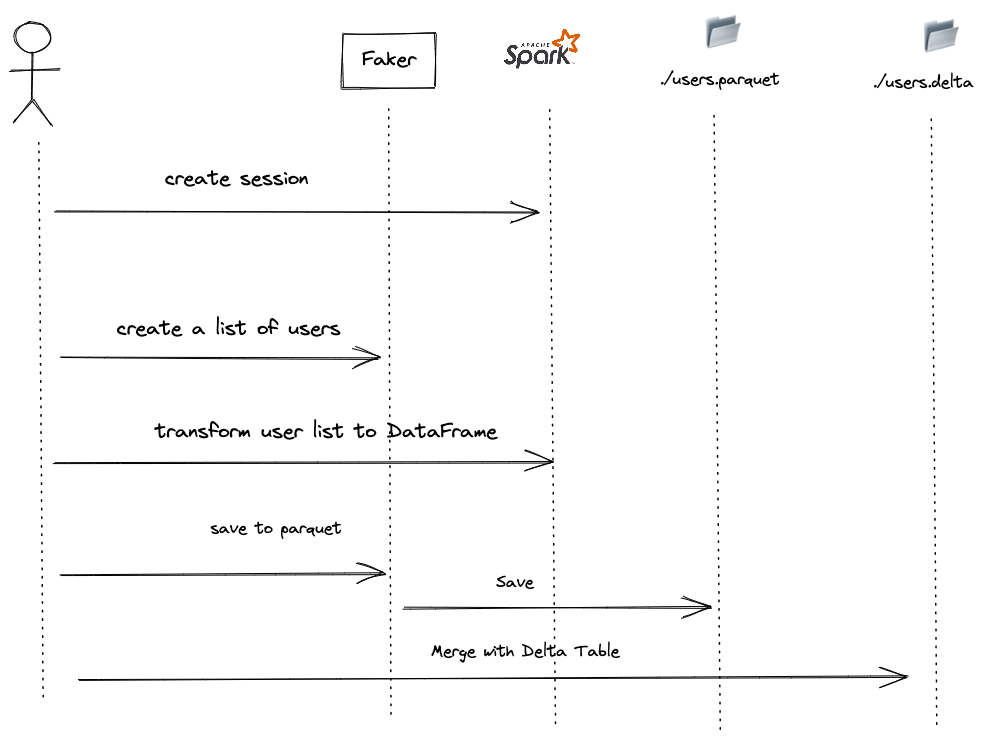 Faker
APACHE
Spark
./users.parquet
./users.delta
create session
create a list of users
transform user list to DataFrame
save to parquet
Save
Merge with Delta Table